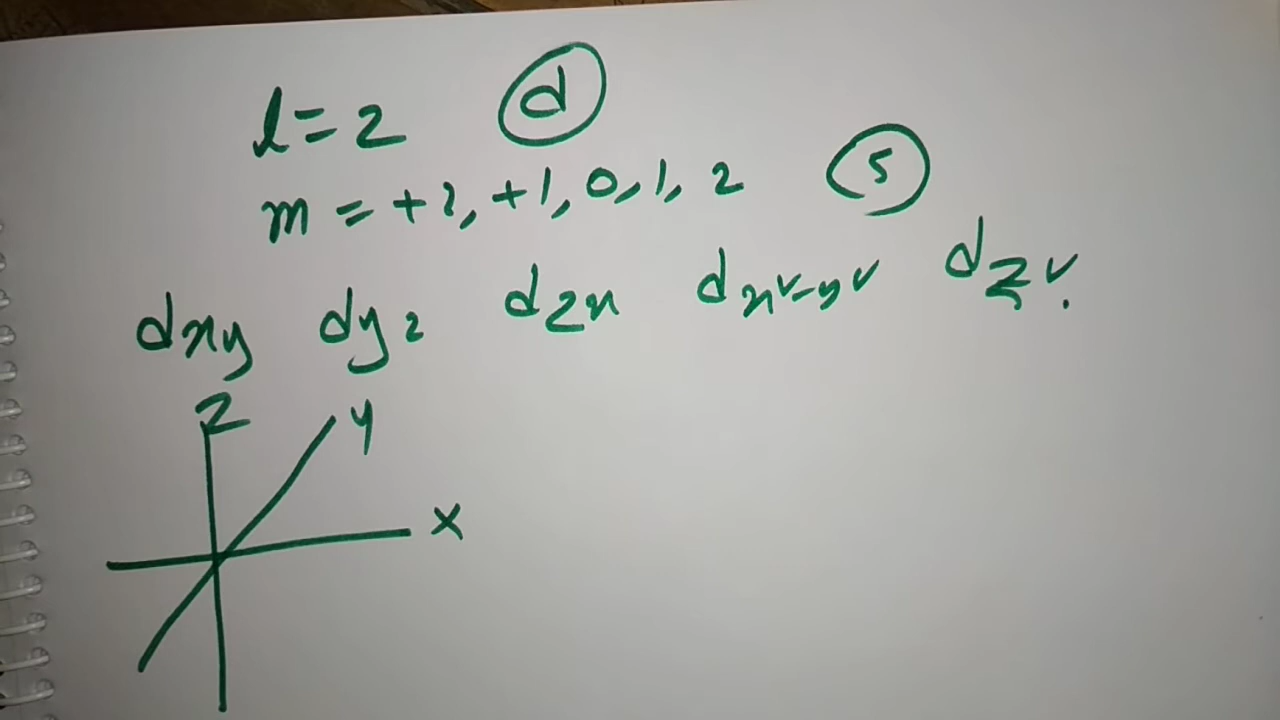 l=2 d
m = +2, +1, 0, 1, 2 5
dxy dyz dzx dx²-y² dz²
Z Y
X